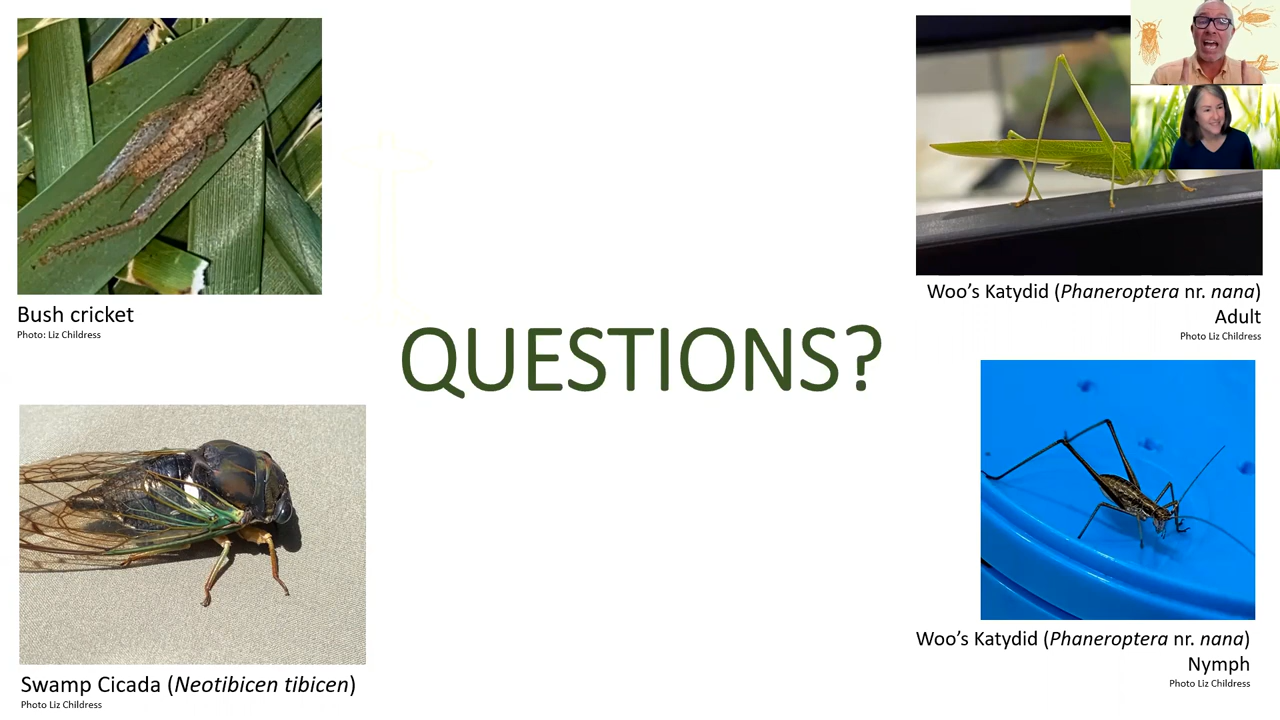 Bush cricket
Photo: Liz Childress
Woo's Katydid (Phaneroptera nr. nana)
Adult
Photo Liz Childress
QUESTIONS?
Swamp Cicada (Neotibicen tibicen)
Photo Liz Childress
Woo's Katydid (Phaneroptera nr. nana)
Nymph
Photo Liz Childress